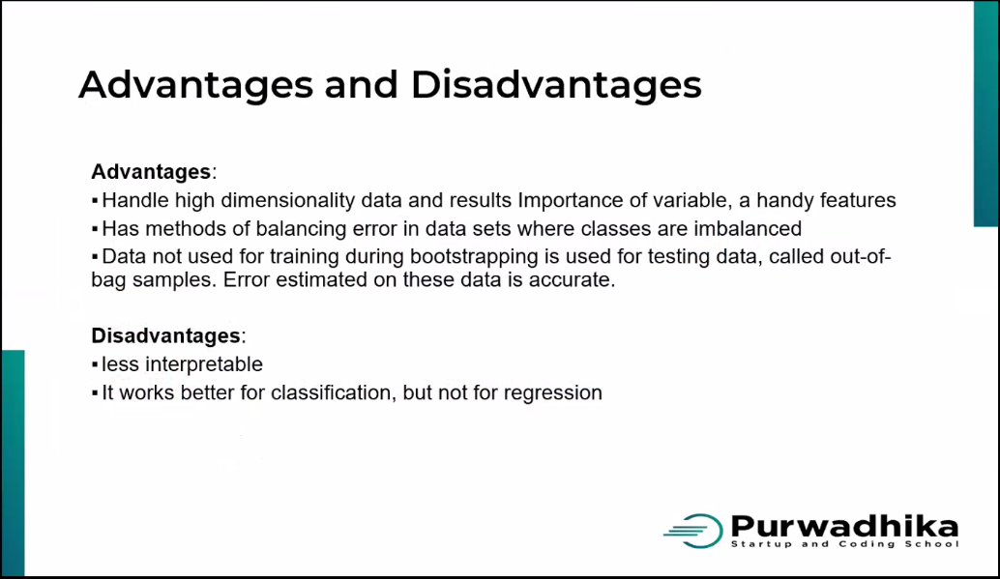 Advantages and Disadvantages
Advantages:
▪Handle high dimensionality data and results Importance of variable, a handy features
▪Has methods of balancing error in data sets where classes are imbalanced
▪Data not used for training during bootstrapping is used for testing data, called out-of-
bag samples. Error estimated on these data is accurate.
Disadvantages:
▪less interpretable
▪It works better for classification, but not for regression
Purwadhika
Startup and Coding School